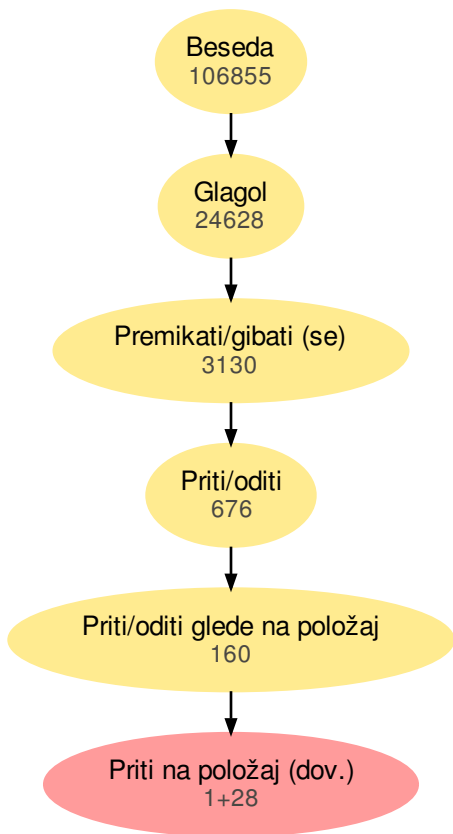 Beseda
106855
Glagol
24628
Premikati/gibati (se)
3130
Priti/oditi
676
Priti/oditi glede na položaj
160
Priti na položaj (dov.)
1+28